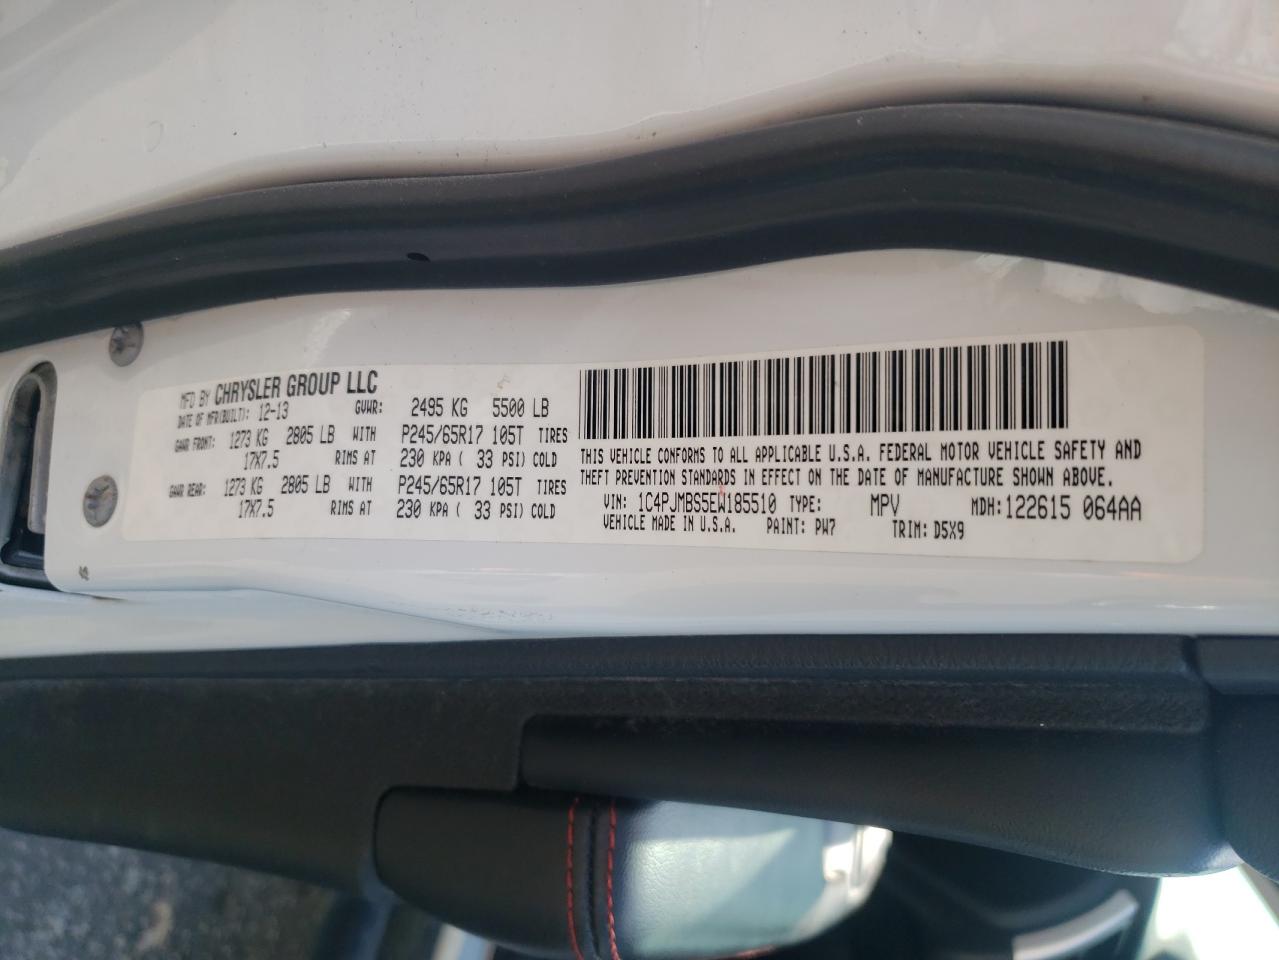 MFD BY CHRYSLER GROUP LLC
DATE OF MFR(BUILT): 12-13 GVWR: 2495 KG 5500 LB
GAWR FRONT: 1273 KG 2805 LB WITH P245/65R17 105T TIRES
17X7.5 RIMS AT 230 KPA ( 33 PSI) COLD
GAWR REAR: 1273 KG 2805 LB WITH P245/65R17 105T TIRES
17X7.5 RIMS AT 230 KPA ( 33 PSI) COLD
THIS VEHICLE CONFORMS TO ALL APPLICABLE U.S.A. FEDERAL MOTOR VEHICLE SAFETY AND
THEFT PREVENTION STANDARDS IN EFFECT ON THE DATE OF MANUFACTURE SHOWN ABOVE.
VIN: 1C4PJMBS5EW185510 TYPE: MPV MDH: 122615 064AA
VEHICLE MADE IN U.S.A. PAINT: PW7 TRIM: D5X9